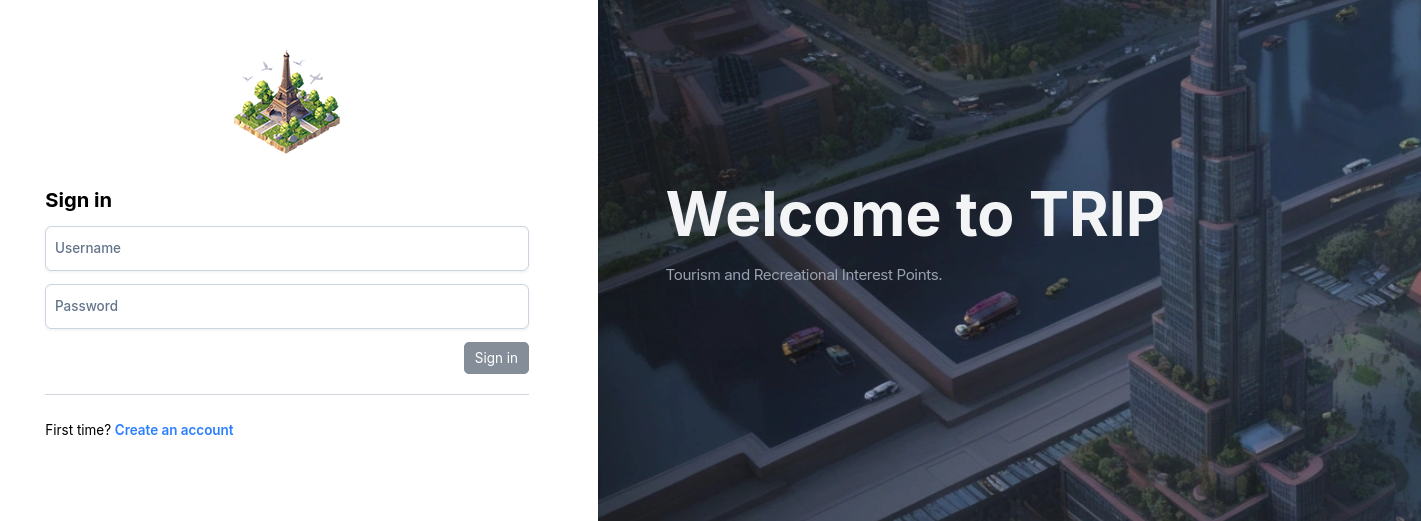 Sign in
Username
Password
Sign in
First time? Create an account
Welcome to TRIP
Tourism and Recreational Interest Points.